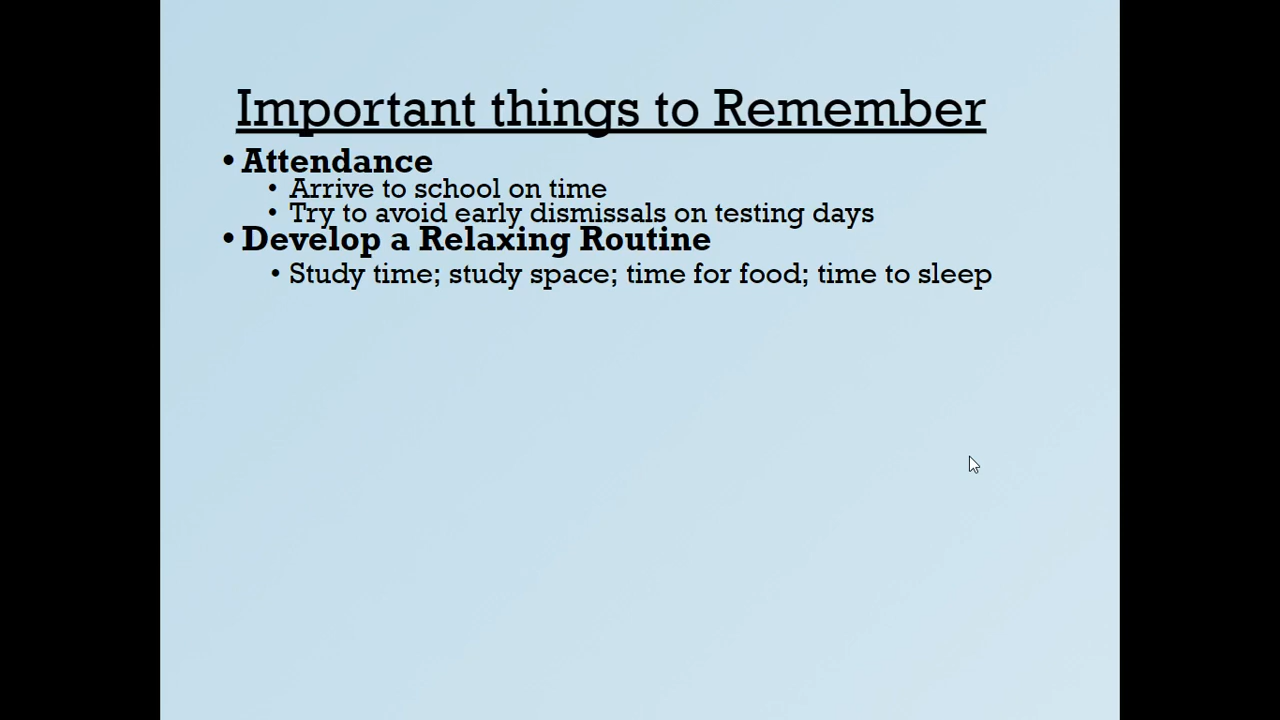 Important things to Remember
• Attendance
• Arrive to school on time
• Try to avoid early dismissals on testing days
• Develop a Relaxing Routine
• Study time; study space; time for food; time to sleep